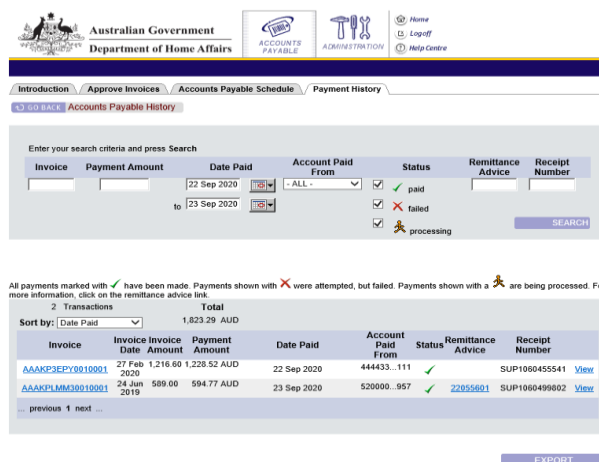 Australian Government
Department of Home Affairs
ACCOUNTS PAYABLE
ADMINISTRATION
Home
Logoff
Help Centre
Introduction Approve Invoices Accounts Payable Schedule Payment History
GO BACK Accounts Payable History
Enter your search criteria and press Search
Invoice Payment Amount Date Paid Account Paid From Status Remittance Advice Receipt Number
22 Sep 2020 - ALL - paid
to 23 Sep 2020 failed
processing SEARCH
All payments marked with have been made. Payments shown with were attempted, but failed. Payments shown with a are being processed. F
more information, click on the remittance advice link.
2 Transactions Total
Sort by: Date Paid 1,823.29 AUD
Invoice Invoice Date Invoice Amount Payment Amount Date Paid Account Paid From Status Remittance Advice Receipt Number
AAAKP3EPY0010001 27 Feb 2020 1,216.60 1,228.52 AUD 22 Sep 2020 444433...111 SUP1060455541 View
AAAKPLMM30010001 24 Jun 2019 589.00 594.77 AUD 23 Sep 2020 520000...957 22055601 SUP1060499802 View
... previous 1 next ...
EXPORT